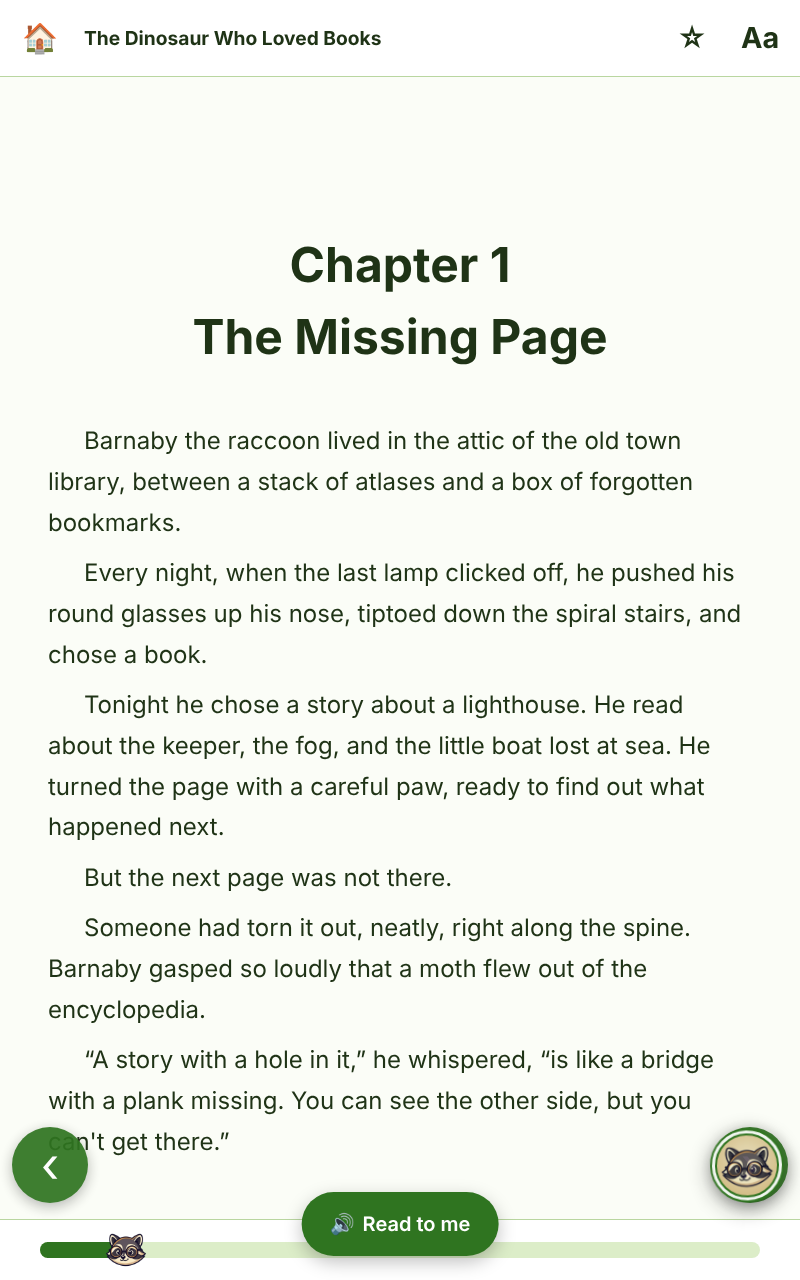 The Dinosaur Who Loved Books
Aa
Chapter 1
The Missing Page
Barnaby the raccoon lived in the attic of the old town
library, between a stack of atlases and a box of forgotten
bookmarks.
Every night, when the last lamp clicked off, he pushed his
round glasses up his nose, tiptoed down the spiral stairs, and
chose a book.
Tonight he chose a story about a lighthouse. He read
about the keeper, the fog, and the little boat lost at sea. He
turned the page with a careful paw, ready to find out what
happened next.
But the next page was not there.
Someone had torn it out, neatly, right along the spine.
Barnaby gasped so loudly that a moth flew out of the
encyclopedia.
“A story with a hole in it,” he whispered, “is like a bridge
with a plank missing. You can see the other side, but you
can't get there.”
Read to me